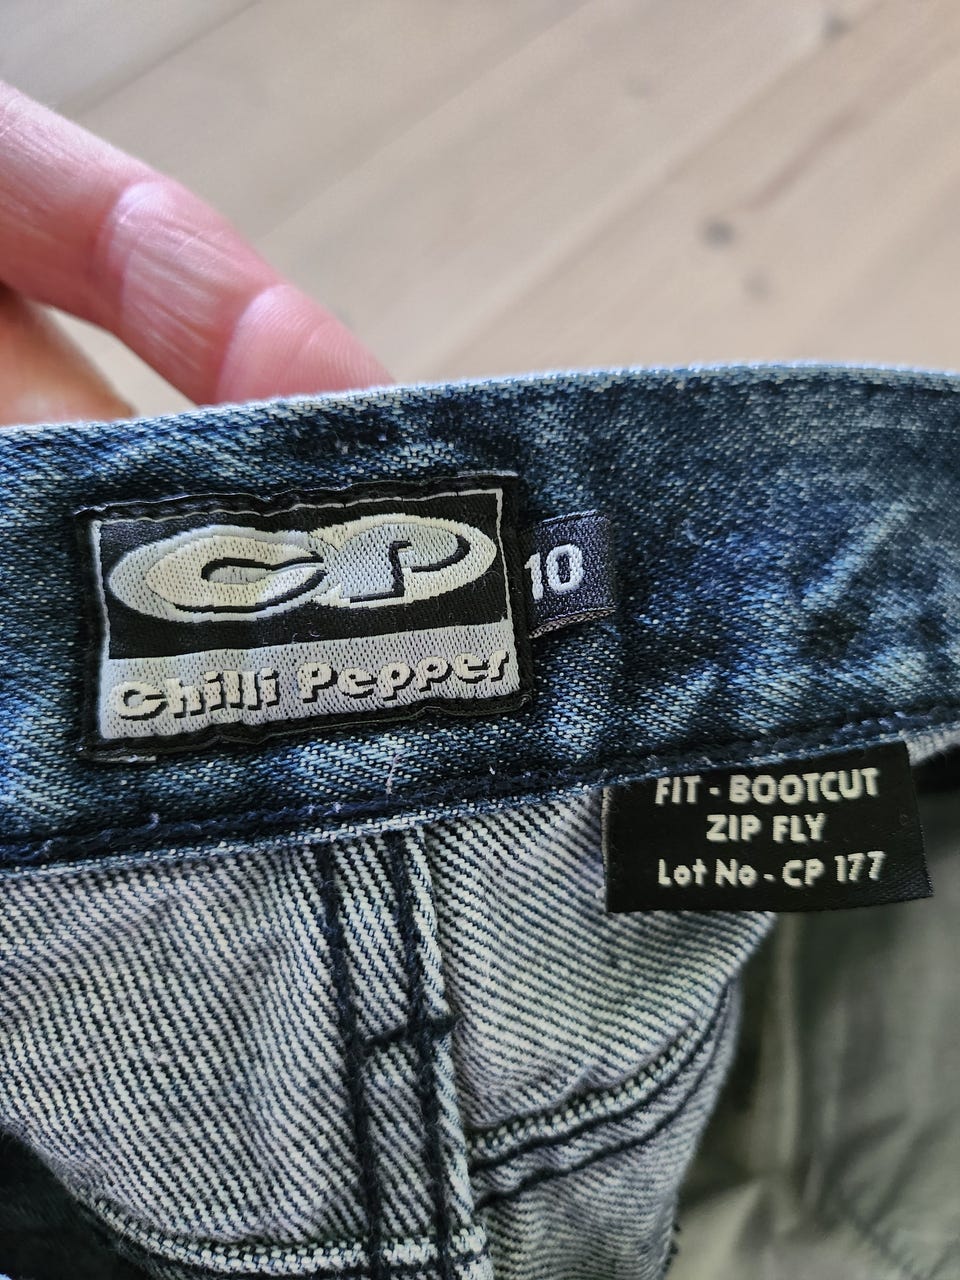 CP
Chilli Pepper
10
FIT - BOOTCUT
ZIP FLY
Lot No - CP 177